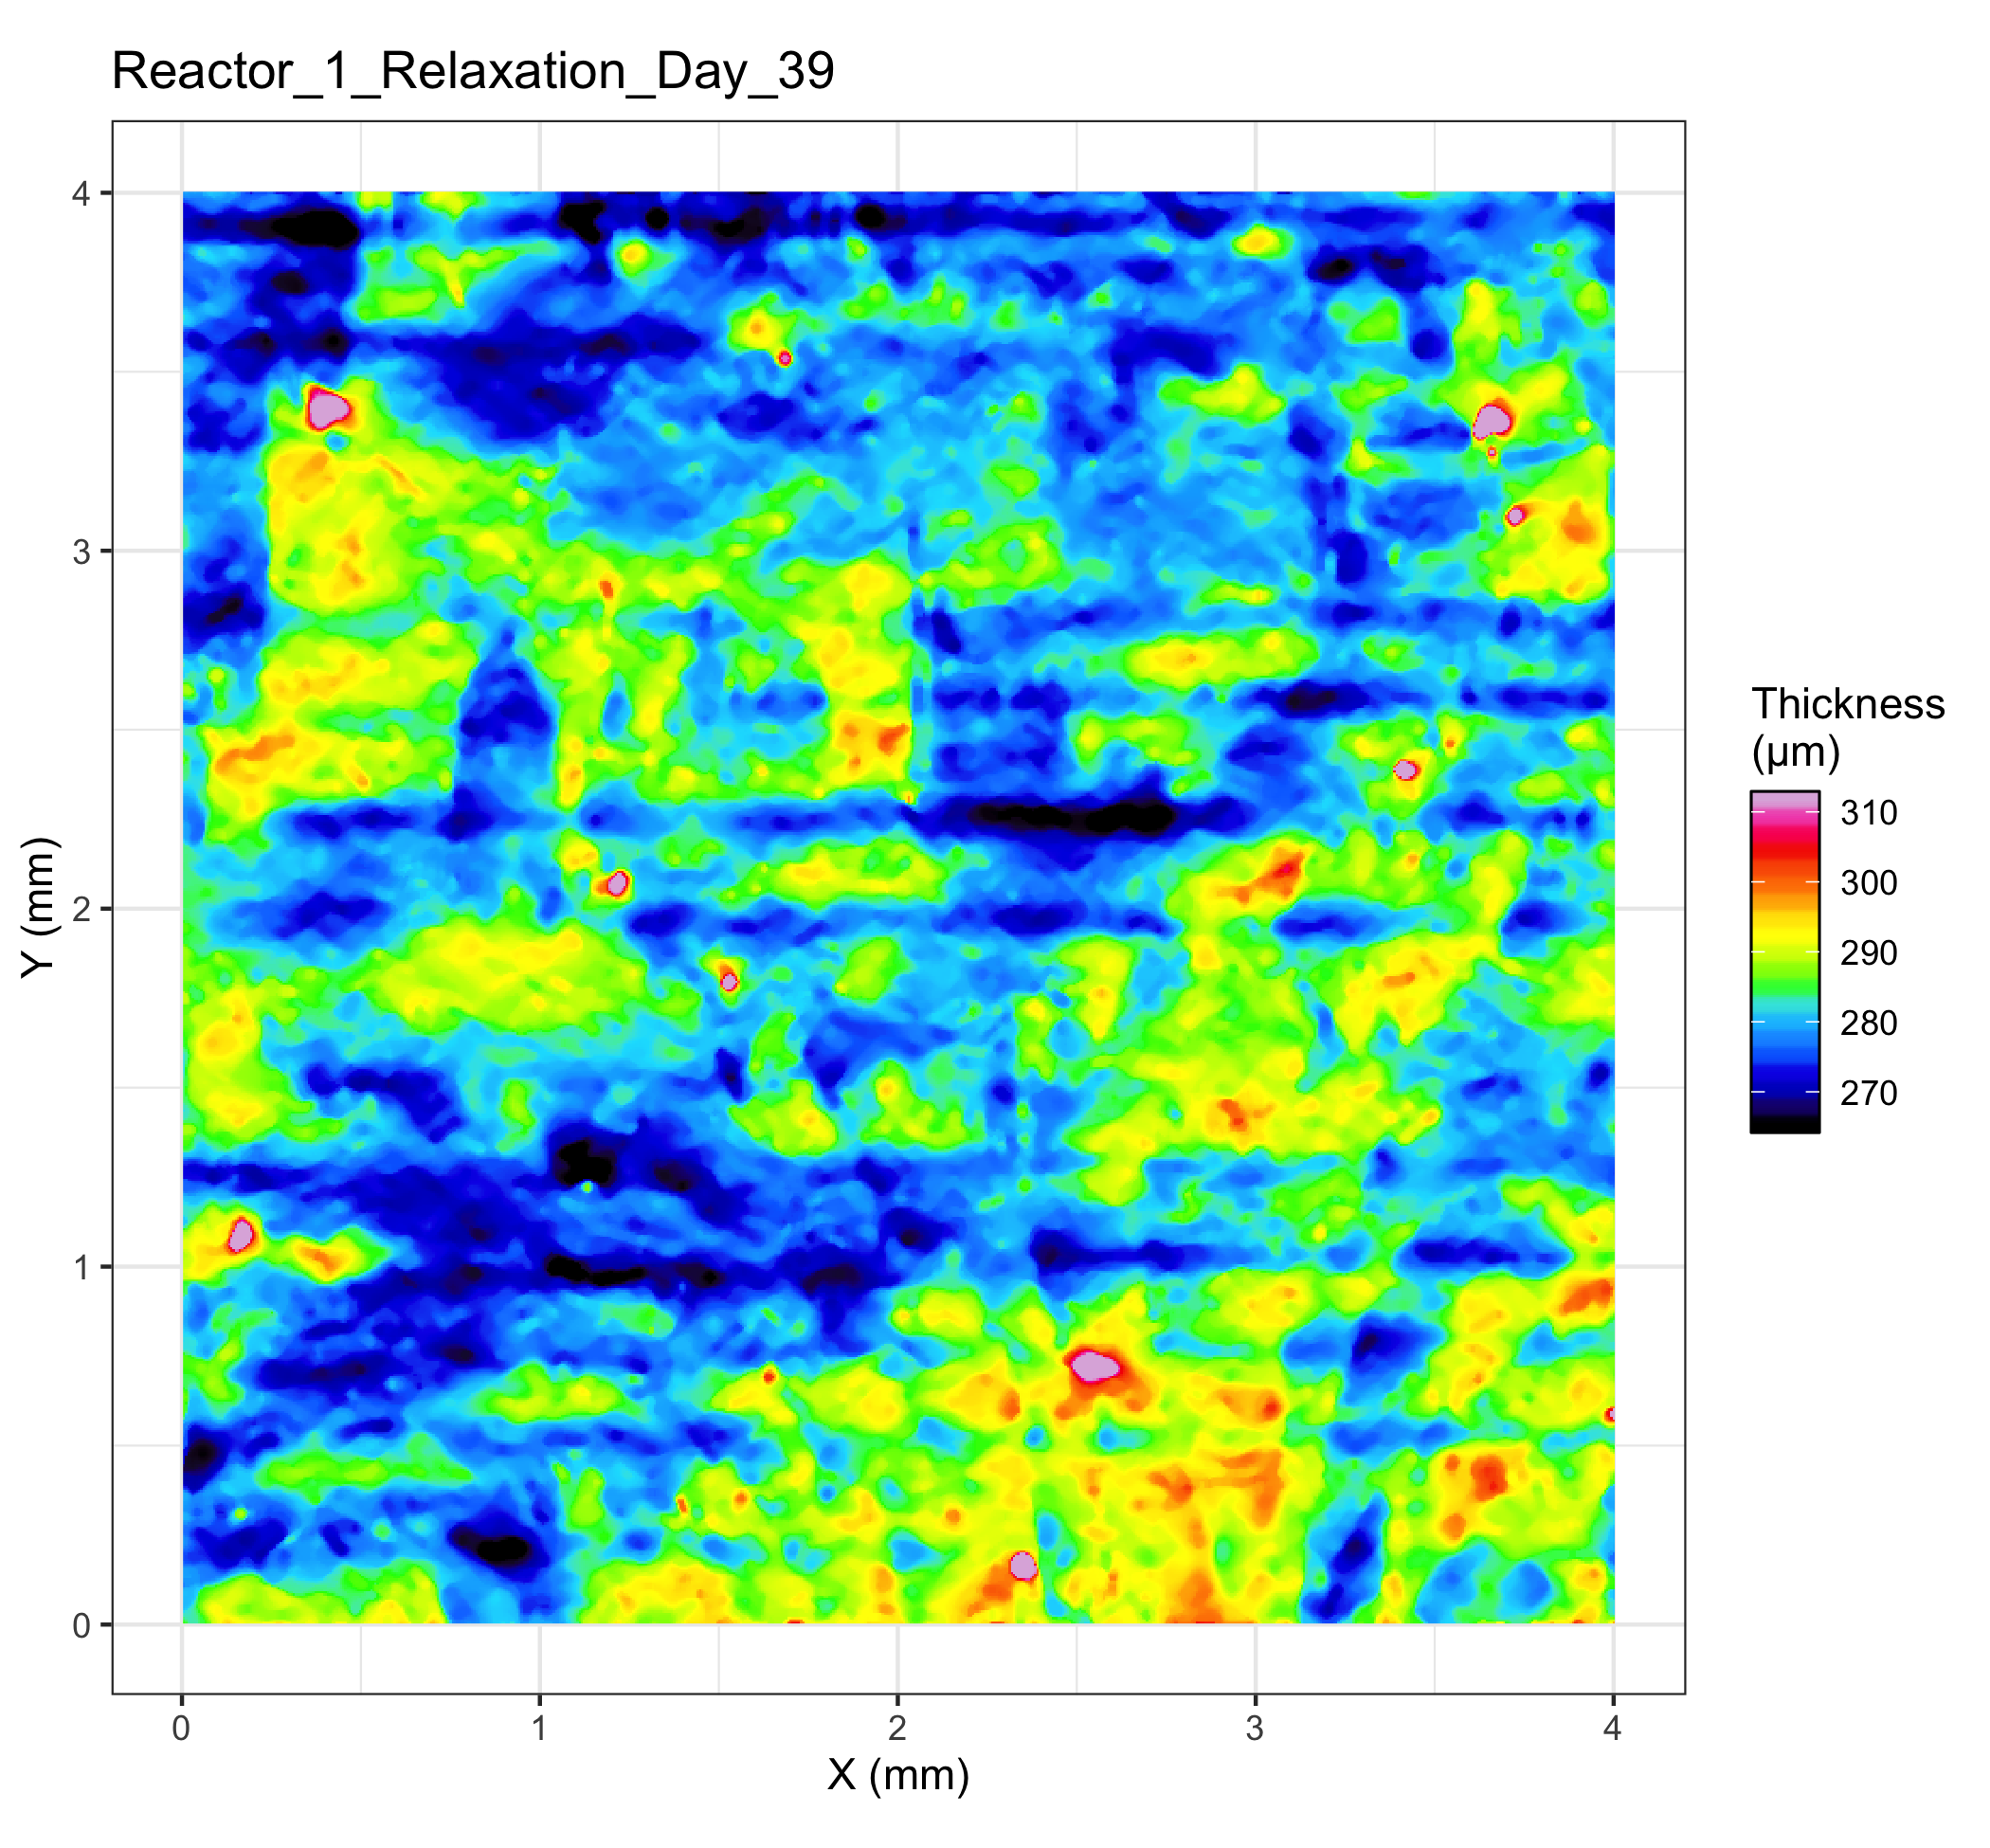 Reactor_1_Relaxation_Day_39
4
3
2
1
0
Y (mm)
0 1 2 3 4
X (mm)
Thickness
(µm)
310
300
290
280
270